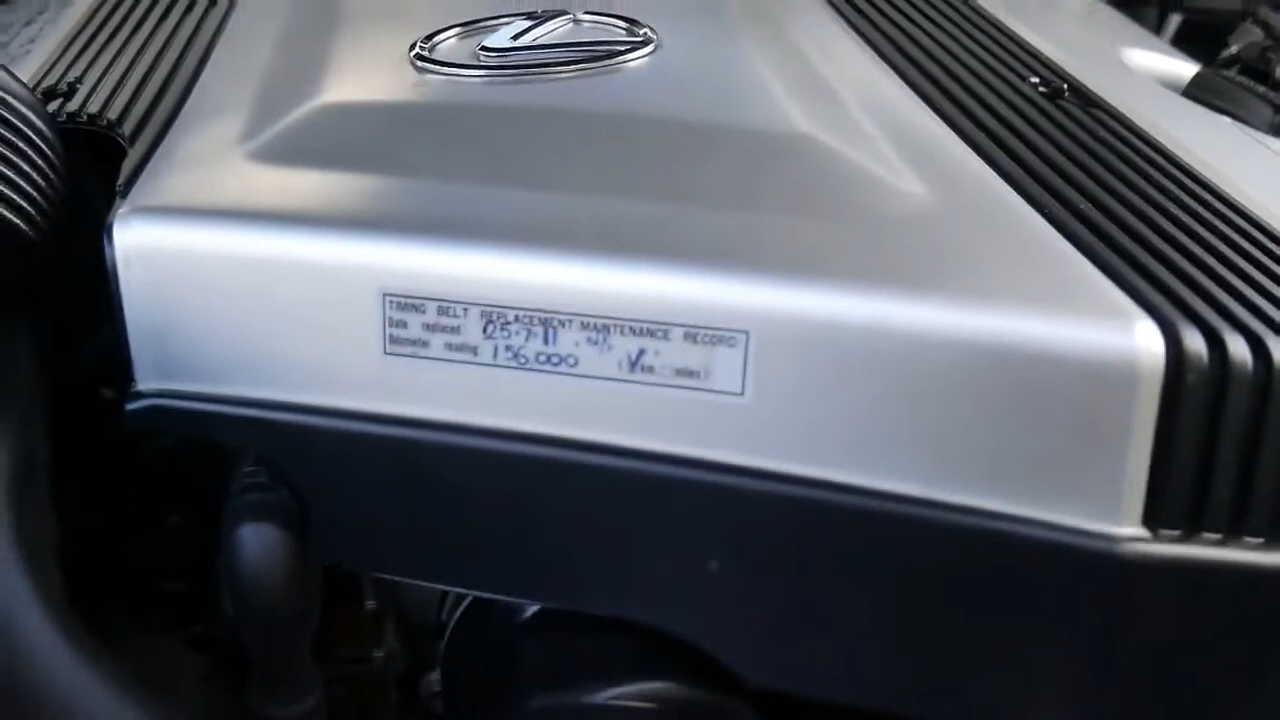 TIMING BELT REPLACEMENT MAINTENANCE RECORD
Date replaced 25·7·11
Odometer reading 156,000 (✓km. miles)